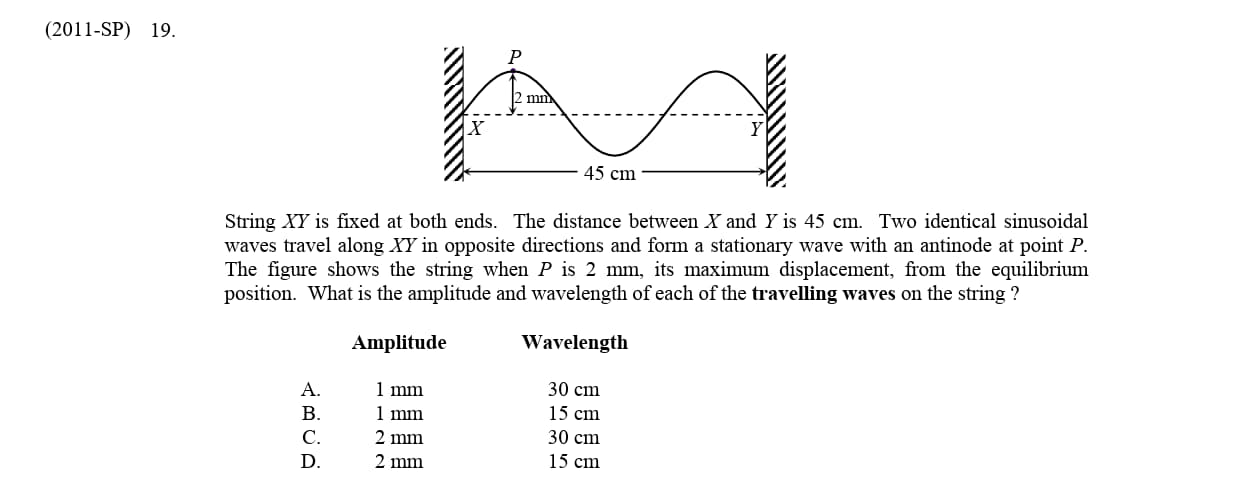 (2011-SP) 19.
P
2 mm
X
Y
45 cm
String XY is fixed at both ends. The distance between X and Y is 45 cm. Two identical sinusoidal
waves travel along XY in opposite directions and form a stationary wave with an antinode at point P.
The figure shows the string when P is 2 mm, its maximum displacement, from the equilibrium
position. What is the amplitude and wavelength of each of the travelling waves on the string ?
Amplitude Wavelength
A. 1 mm 30 cm
B. 1 mm 15 cm
C. 2 mm 30 cm
D. 2 mm 15 cm